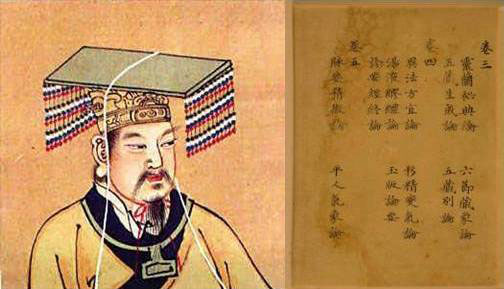 卷三
靈蘭秘典論 六節藏象論
五藏生成論 五藏別論
卷四
異法方宜論 移精變氣論
湯液醪醴論 玉版論要
診要經終論
卷五
脉要精微論 平人氣象論